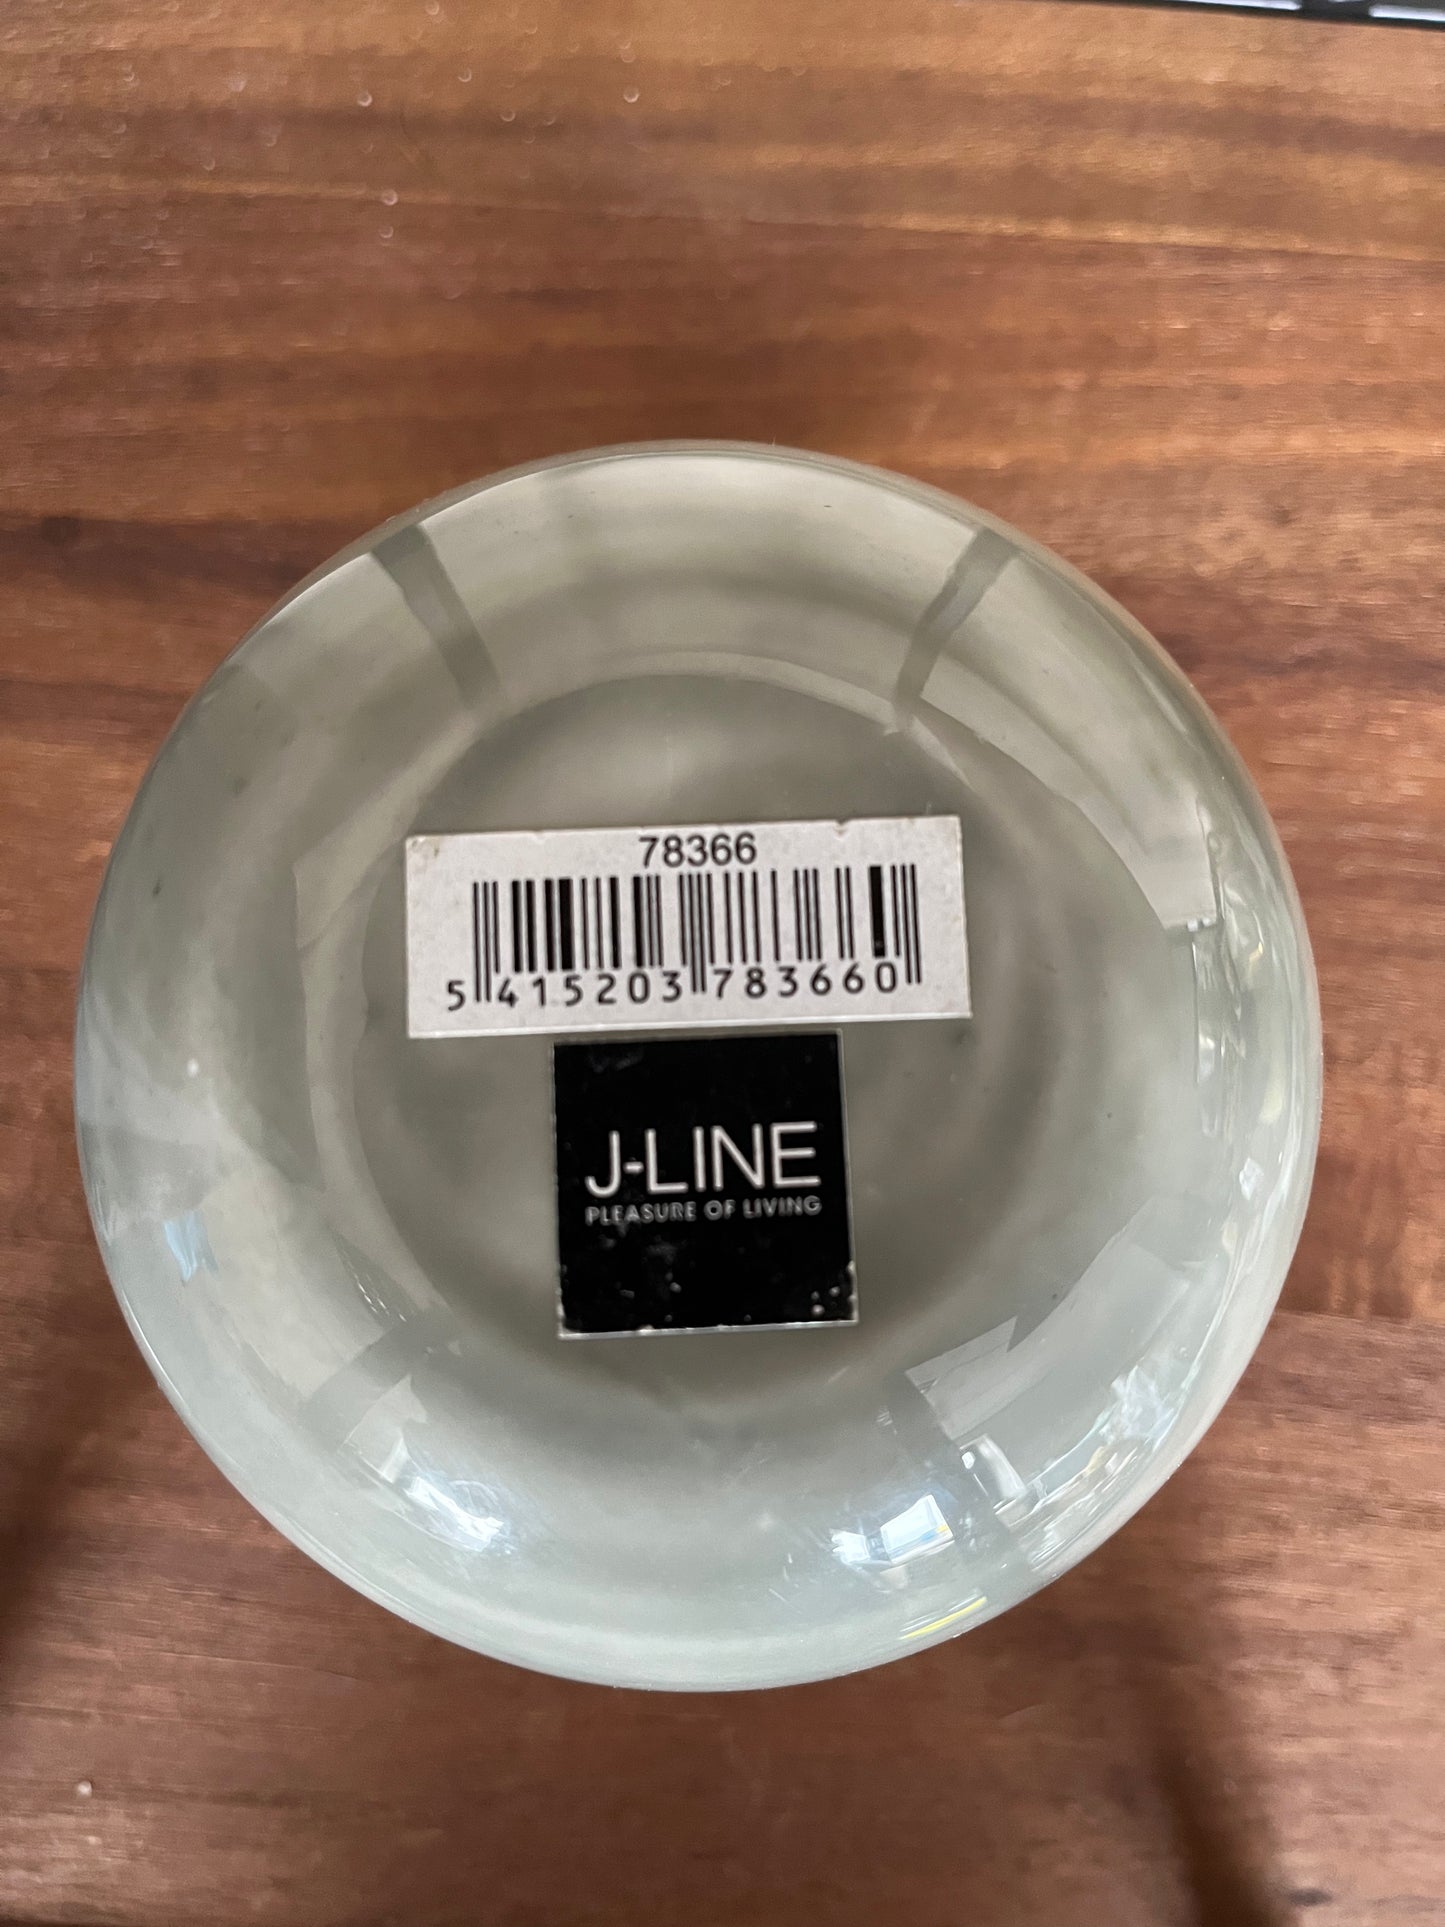 78366
5 415203 783660
J-LINE
PLEASURE OF LIVING